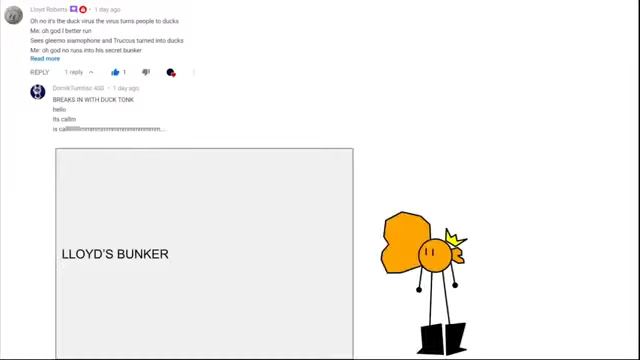 Lloyd Roberts 1 day ago
Oh no it's the duck virus the virus turns people to ducks
Me: oh god I better run
Sees gleemo siamophone and Truccus turned into ducks
Me: oh god no runs into his secret bunker
Read more
REPLY 1 reply 1
1 day ago
BREAKS IN WITH DUCK TONK
hello
Its callm
LLOYD'S BUNKER